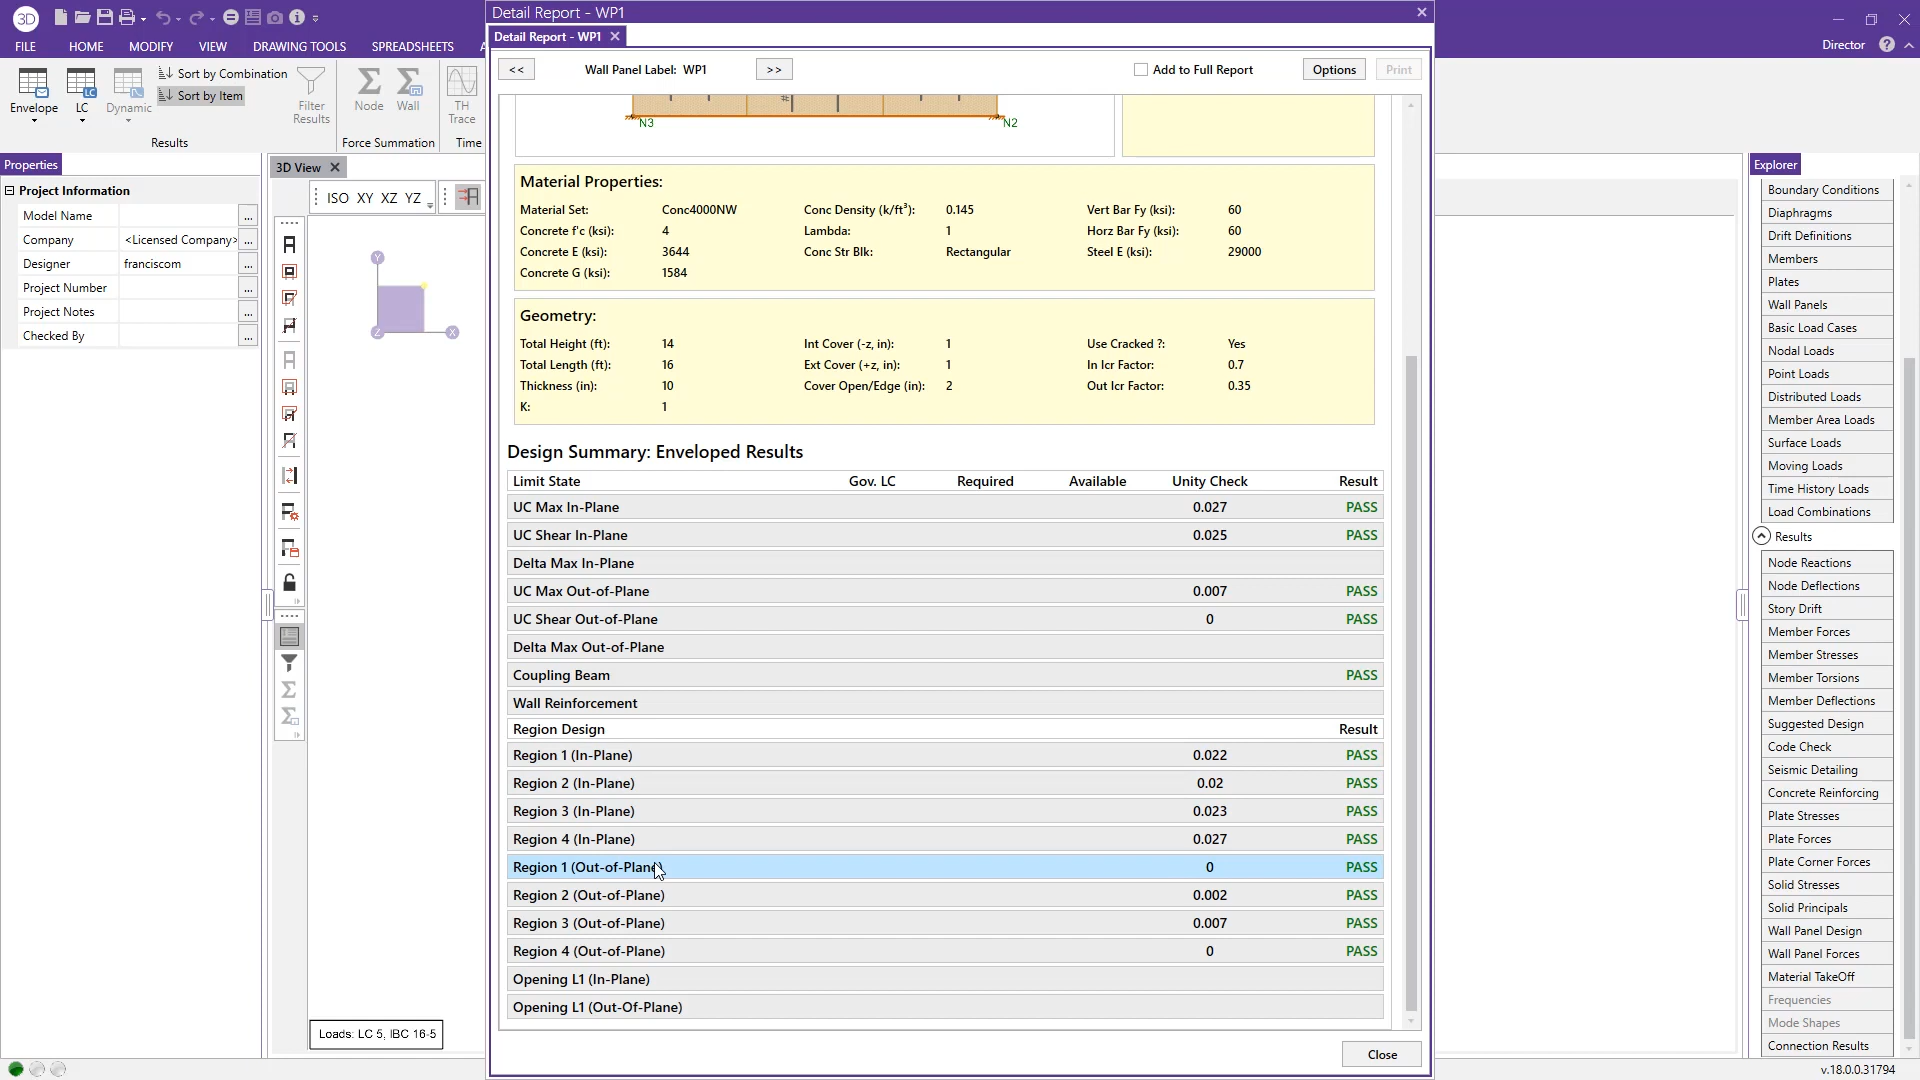 3D
Detail Report - WP1
FILE HOME MODIFY VIEW DRAWING TOOLS SPREADSHEETS
Director
Detail Report - WP1
<< Wall Panel Label: WP1 >>
Add to Full Report
Options
Print
Sort by Combination
Sort by Item
Envelope
LC
Dynamic
Filter
Results
Node
Wall
TH
Trace
Results
Force Summation
Time
Properties
Project Information
Model Name ...
Company <Licensed Company> ...
Designer franciscom ...
Project Number ...
Project Notes ...
Checked By ...
3D View
ISO XY XZ YZ
Y
Z
X
Loads: LC 5, IBC 16-5
N3
N2
Material Properties:
Material Set: Conc4000NW Conc Density (k/ft³): 0.145 Vert Bar Fy (ksi): 60
Concrete f'c (ksi): 4 Lambda: 1 Horz Bar Fy (ksi): 60
Concrete E (ksi): 3644 Conc Str Blk: Rectangular Steel E (ksi): 29000
Concrete G (ksi): 1584
Geometry:
Total Height (ft): 14 Int Cover (-z, in): 1 Use Cracked ?: Yes
Total Length (ft): 16 Ext Cover (+z, in): 1 In Icr Factor: 0.7
Thickness (in): 10 Cover Open/Edge (in): 2 Out Icr Factor: 0.35
K: 1
Design Summary: Enveloped Results
Limit State Gov. LC Required Available Unity Check Result
UC Max In-Plane 0.027 PASS
UC Shear In-Plane 0.025 PASS
Delta Max In-Plane
UC Max Out-of-Plane 0.007 PASS
UC Shear Out-of-Plane 0 PASS
Delta Max Out-of-Plane
Coupling Beam PASS
Wall Reinforcement
Region Design Result
Region 1 (In-Plane) 0.022 PASS
Region 2 (In-Plane) 0.02 PASS
Region 3 (In-Plane) 0.023 PASS
Region 4 (In-Plane) 0.027 PASS
Region 1 (Out-of-Plane) 0 PASS
Region 2 (Out-of-Plane) 0.002 PASS
Region 3 (Out-of-Plane) 0.007 PASS
Region 4 (Out-of-Plane) 0 PASS
Opening L1 (In-Plane)
Opening L1 (Out-Of-Plane)
Close
Explorer
Boundary Conditions
Diaphragms
Drift Definitions
Members
Plates
Wall Panels
Basic Load Cases
Nodal Loads
Point Loads
Distributed Loads
Member Area Loads
Surface Loads
Moving Loads
Time History Loads
Load Combinations
Results
Node Reactions
Node Deflections
Story Drift
Member Forces
Member Stresses
Member Torsions
Member Deflections
Suggested Design
Code Check
Seismic Detailing
Concrete Reinforcing
Plate Stresses
Plate Forces
Plate Corner Forces
Solid Stresses
Solid Principals
Wall Panel Design
Wall Panel Forces
Material TakeOff
Frequencies
Mode Shapes
Connection Results
v.18.0.0.31794